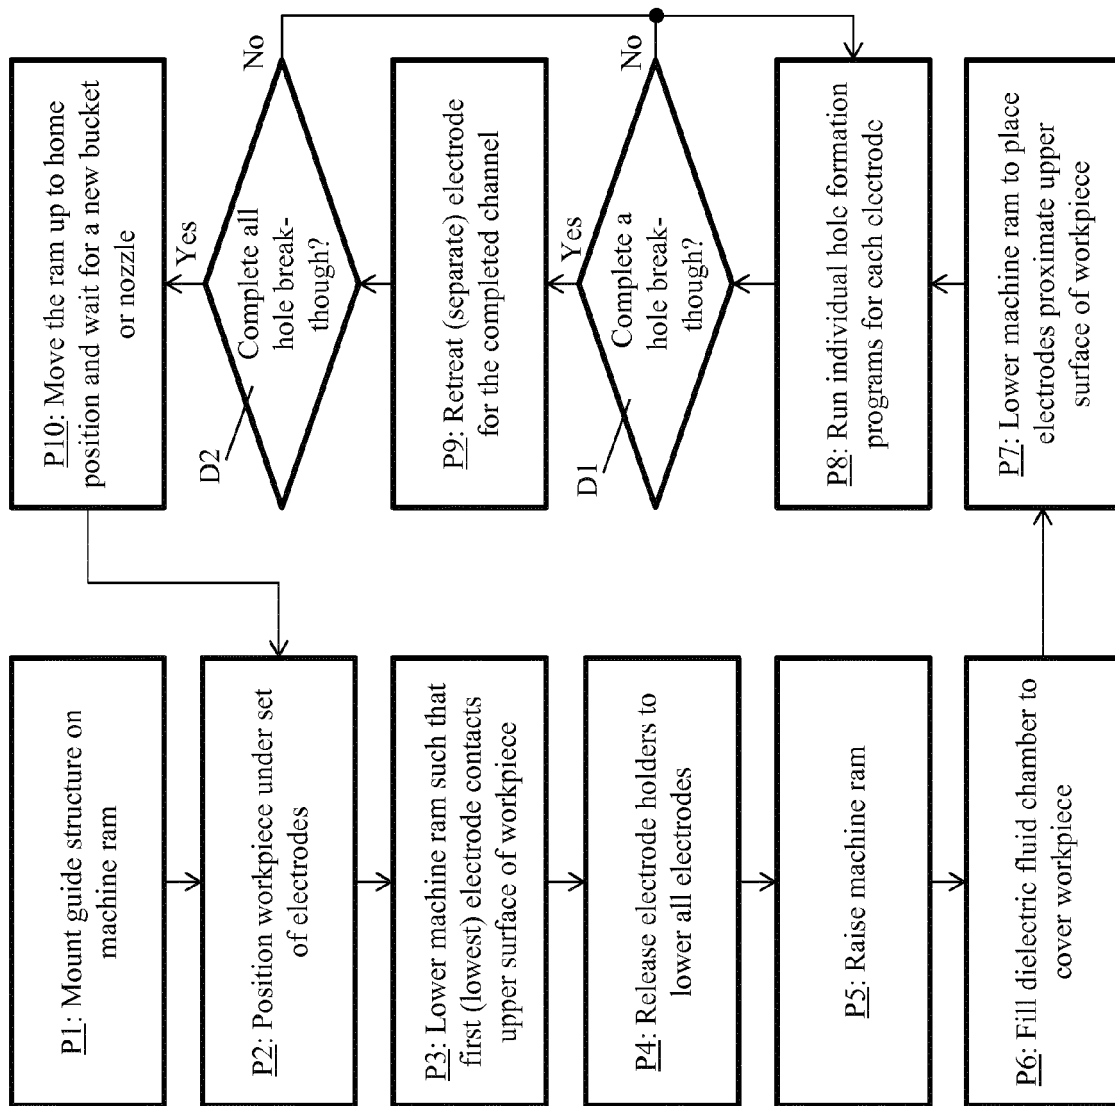 P1: Mount guide structure on
machine ram
P2: Position workpiece under set
of electrodes
P3: Lower machine ram such that
first (lowest) electrode contacts
upper surface of workpiece
P4: Release electrode holders to
lower all electrodes
P5: Raise machine ram
P6: Fill dielectric fluid chamber to
cover workpiece
P7: Lower machine ram to place
electrodes proximate upper
surface of workpiece
P8: Run individual hole formation
programs for each electrode
D1
Complete a
hole break-
though?
Yes
No
P9: Retreat (separate) electrode
for the completed channel
D2
Complete all
hole break-
though?
Yes
No
P10: Move the ram up to home
position and wait for a new bucket
or nozzle